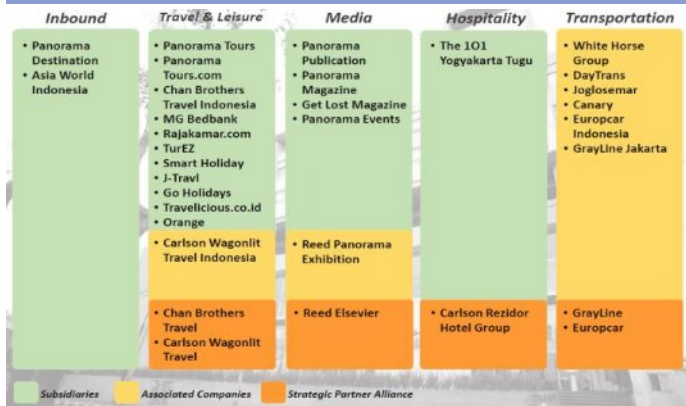 Inbound
Travel & Leisure
Media
Hospitality
Transportation
• Panorama
Destination
• Asia World
Indonesia
• Panorama Tours
• Panorama
Tours.com
• Chan Brothers
Travel Indonesia
• MG Bedbank
• Rajakamar.com
• TurEZ
• Smart Holiday
• J-Travl
• Go Holidays
• Travelicious.co.id
• Orange
• Carlson Wagonlit
Travel Indonesia
• Chan Brothers
Travel
• Carlson Wagonlit
Travel
• Panorama
Publication
• Panorama
Magazine
• Get Lost Magazine
• Panorama Events
• Reed Panorama
Exhibition
• Reed Elsevier
• The 1O1
Yogyakarta Tugu
• Carlson Rezidor
Hotel Group
• White Horse
Group
• DayTrans
• Joglosemar
• Canary
• Europcar
Indonesia
• GrayLine Jakarta
• GrayLine
• Europcar
Subsidiaries
Associated Companies
Strategic Partner Alliance